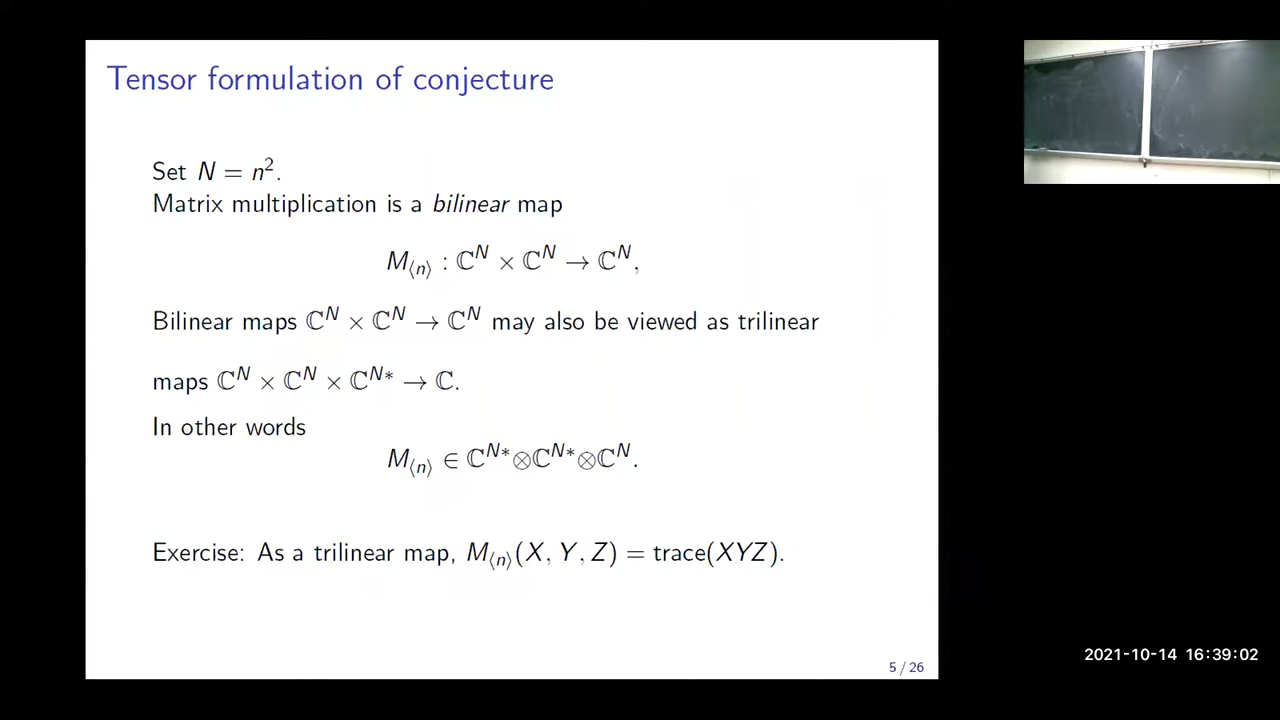 Tensor formulation of conjecture
Set N = n².
Matrix multiplication is a bilinear map
M⟨n⟩ : ℂᴺ × ℂᴺ → ℂᴺ,
Bilinear maps ℂᴺ × ℂᴺ → ℂᴺ may also be viewed as trilinear
maps ℂᴺ × ℂᴺ × ℂᴺ* → ℂ.
In other words
M⟨n⟩ ∈ ℂᴺ*⊗ℂᴺ*⊗ℂᴺ.
Exercise: As a trilinear map, M⟨n⟩(X, Y, Z) = trace(XYZ).
5 / 26
2021-10-14 16:39:02